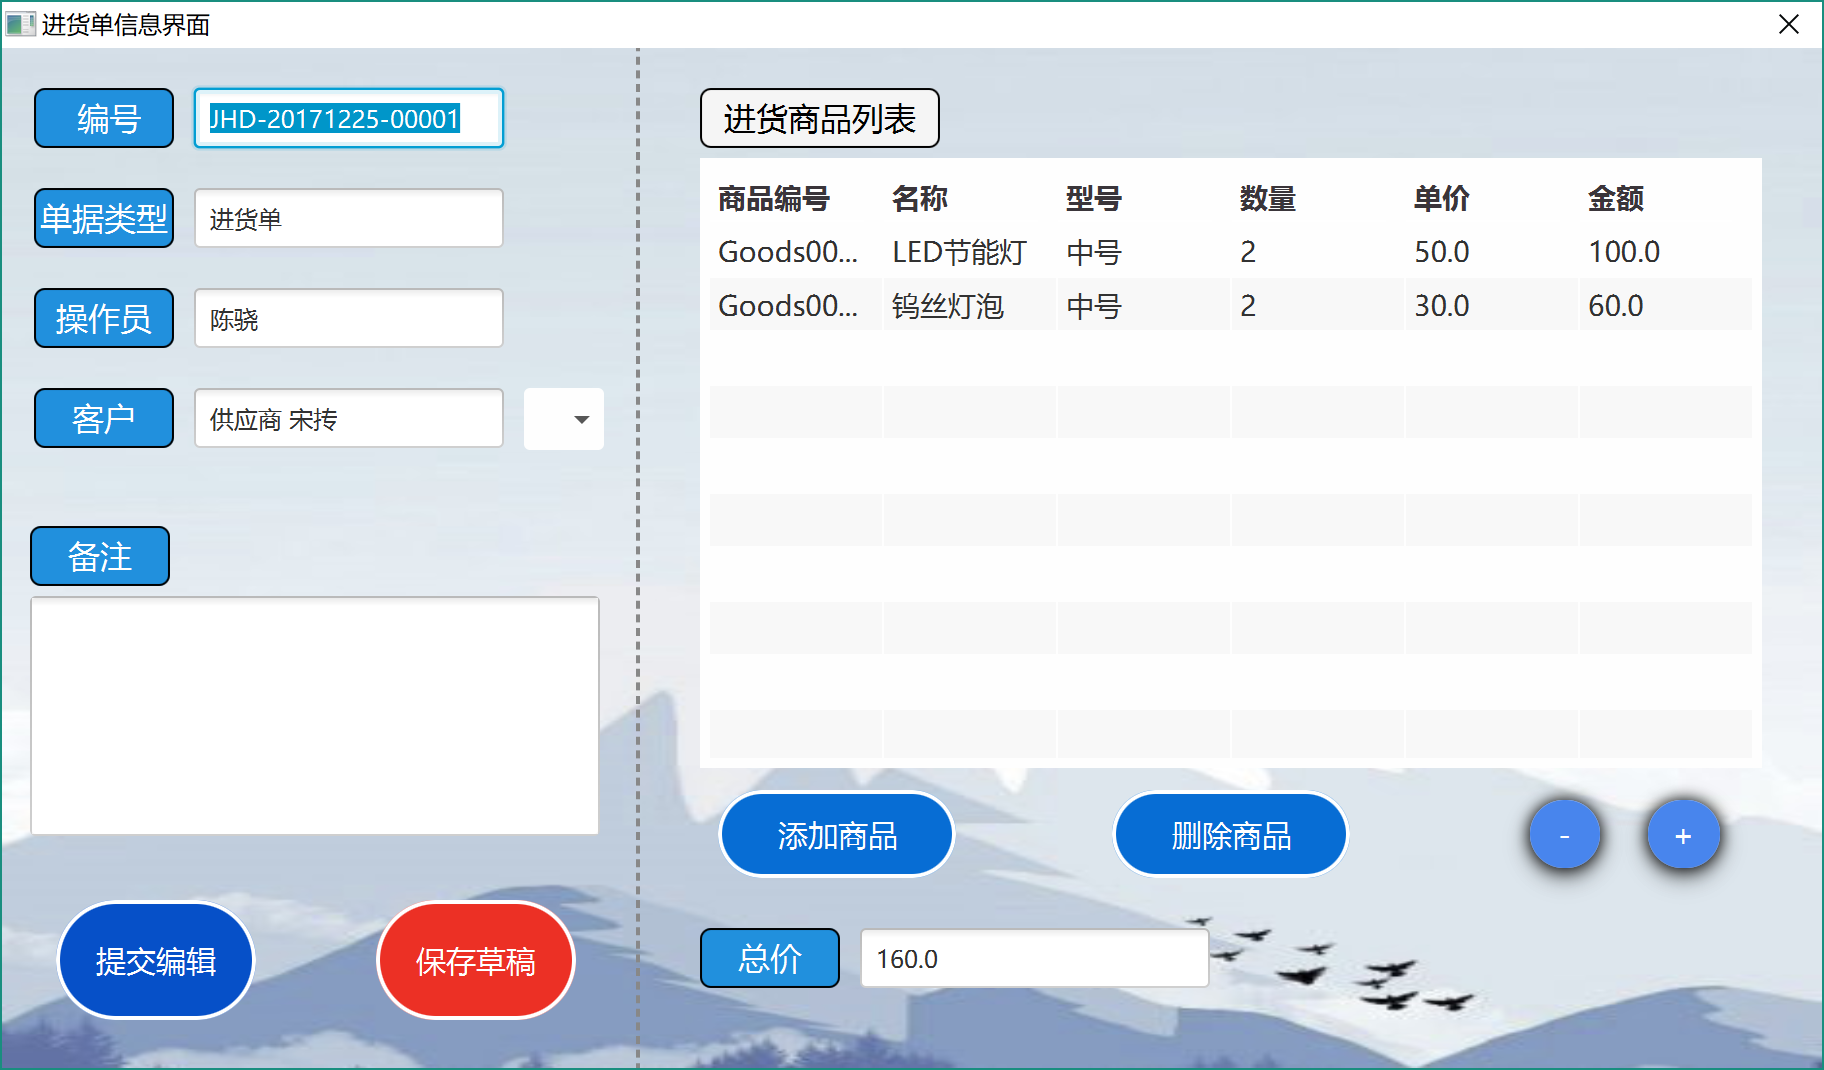 进货单信息界面
编号
JHD-20171225-00001
单据类型
进货单
操作员
陈骁
客户
供应商 宋抟
备注
提交编辑
保存草稿
进货商品列表
商品编号 名称 型号 数量 单价 金额
Goods00... LED节能灯 中号 2 50.0 100.0
Goods00... 钨丝灯泡 中号 2 30.0 60.0
添加商品
删除商品
-
+
总价
160.0